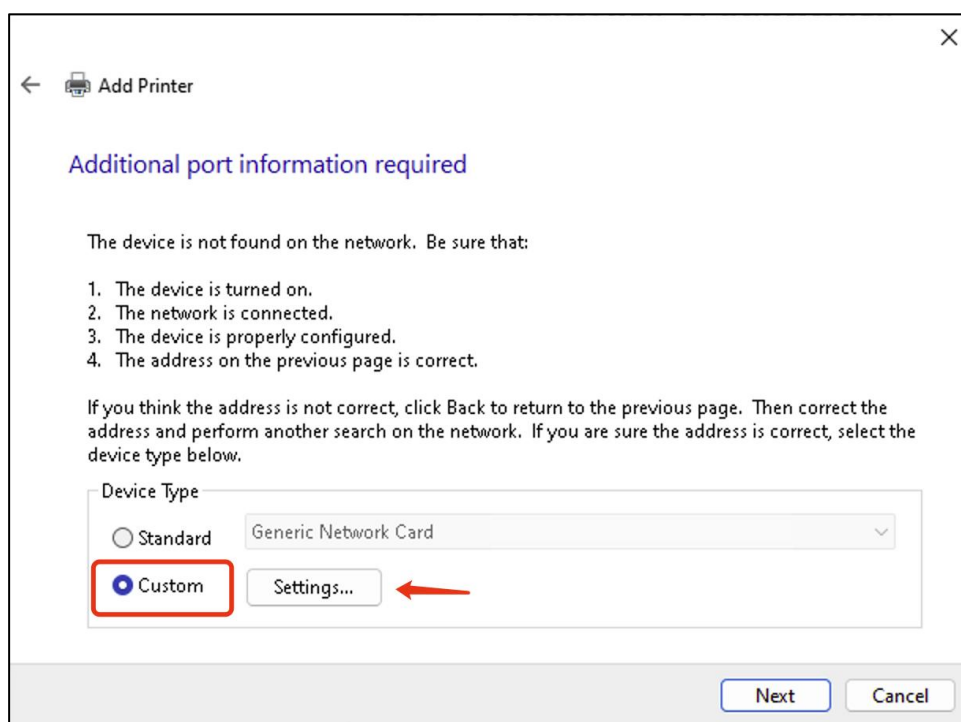 Add Printer
Additional port information required
The device is not found on the network. Be sure that:
1. The device is turned on.
2. The network is connected.
3. The device is properly configured.
4. The address on the previous page is correct.
If you think the address is not correct, click Back to return to the previous page. Then correct the
address and perform another search on the network. If you are sure the address is correct, select the
device type below.
Device Type
Standard Generic Network Card
Custom Settings...
Next Cancel